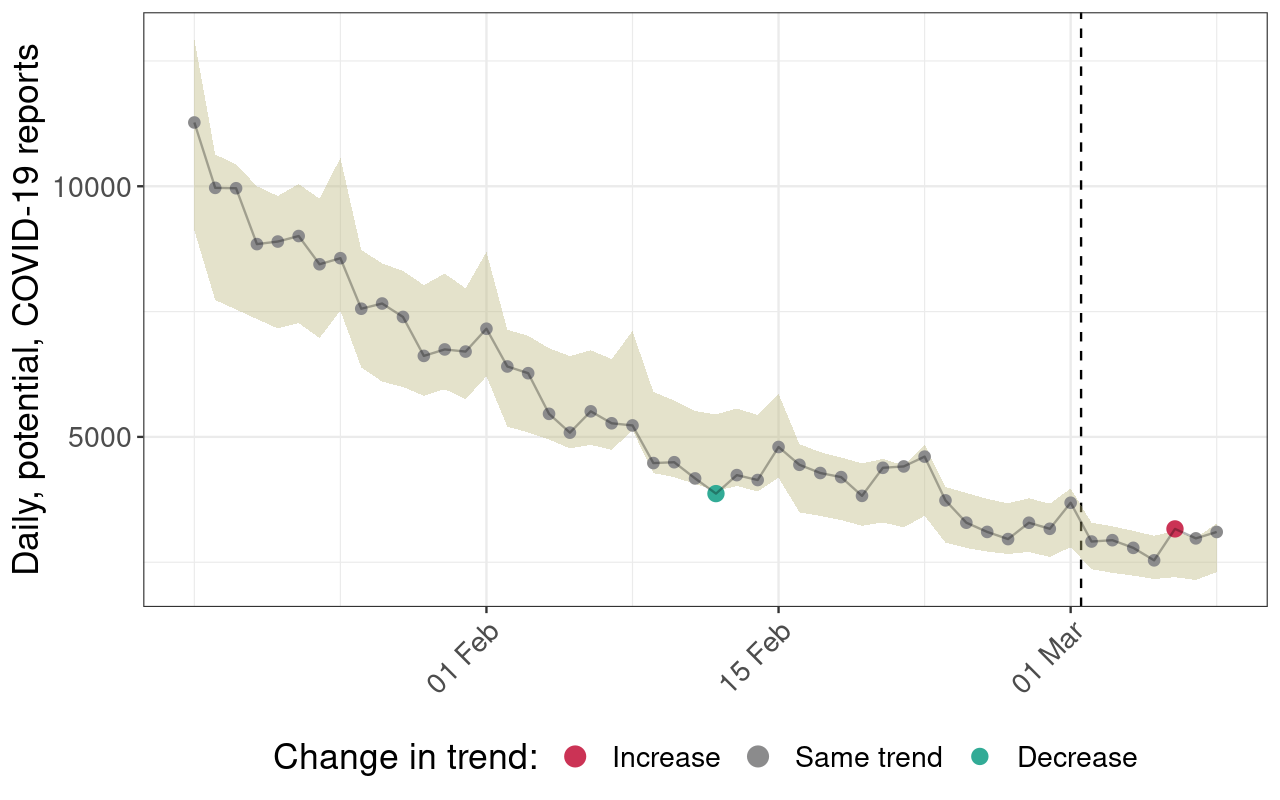 Daily, potential, COVID-19 reports
10000
5000
01 Feb
15 Feb
01 Mar
Change in trend: Increase Same trend Decrease